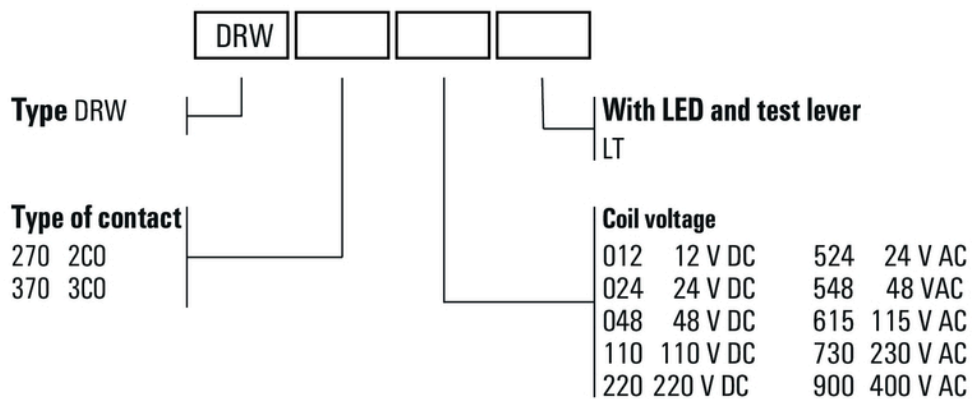 DRW
Type DRW
With LED and test lever
LT
Type of contact
270 2CO
370 3CO
Coil voltage
012 12 V DC 524 24 V AC
024 24 V DC 548 48 VAC
048 48 V DC 615 115 V AC
110 110 V DC 730 230 V AC
220 220 V DC 900 400 V AC